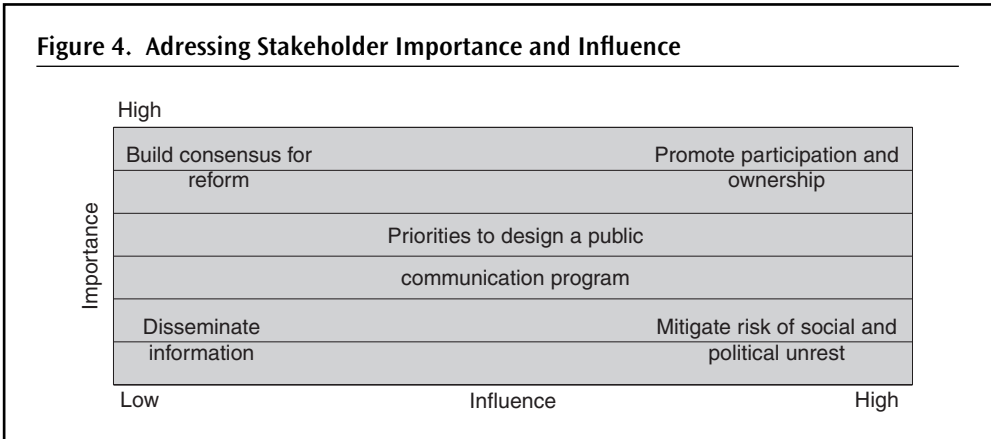 Figure 4. Adressing Stakeholder Importance and Influence
High
Build consensus for
reform
Promote participation and
ownership
Importance
Priorities to design a public
communication program
Disseminate
information
Mitigate risk of social and
political unrest
Low
Influence
High